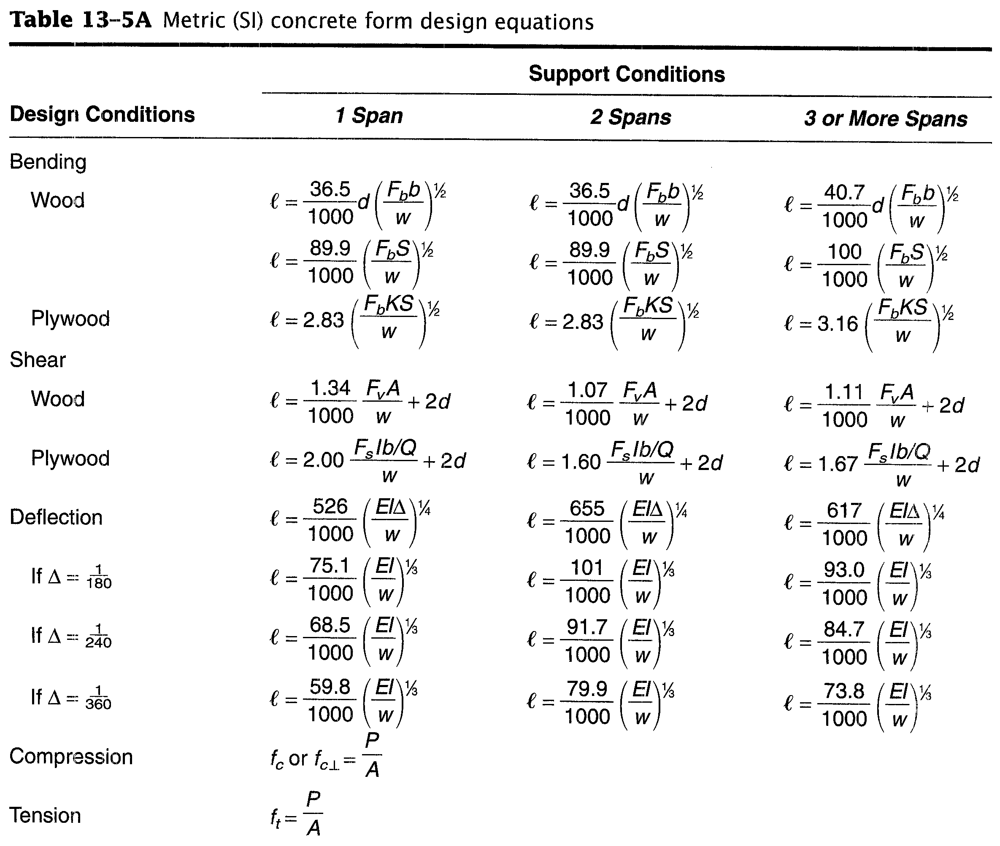 Table 13–5A Metric (SI) concrete form design equations
Support Conditions
Design Conditions 1 Span 2 Spans 3 or More Spans
Bending
Wood ℓ = 36.5/1000 d (F_b b/w)^½ ℓ = 36.5/1000 d (F_b b/w)^½ ℓ = 40.7/1000 d (F_b b/w)^½
ℓ = 89.9/1000 (F_b S/w)^½ ℓ = 89.9/1000 (F_b S/w)^½ ℓ = 100/1000 (F_b S/w)^½
Plywood ℓ = 2.83 (F_b KS/w)^½ ℓ = 2.83 (F_b KS/w)^½ ℓ = 3.16 (F_b KS/w)^½
Shear
Wood ℓ = 1.34/1000 F_v A/w + 2d ℓ = 1.07/1000 F_v A/w + 2d ℓ = 1.11/1000 F_v A/w + 2d
Plywood ℓ = 2.00 F_s Ib/Q/w + 2d ℓ = 1.60 F_s Ib/Q/w + 2d ℓ = 1.67 F_s Ib/Q/w + 2d
Deflection ℓ = 526/1000 (EIΔ/w)^¼ ℓ = 655/1000 (EIΔ/w)^¼ ℓ = 617/1000 (EIΔ/w)^¼
If Δ = 1/180 ℓ = 75.1/1000 (EI/w)^⅓ ℓ = 101/1000 (EI/w)^⅓ ℓ = 93.0/1000 (EI/w)^⅓
If Δ = 1/240 ℓ = 68.5/1000 (EI/w)^⅓ ℓ = 91.7/1000 (EI/w)^⅓ ℓ = 84.7/1000 (EI/w)^⅓
If Δ = 1/360 ℓ = 59.8/1000 (EI/w)^⅓ ℓ = 79.9/1000 (EI/w)^⅓ ℓ = 73.8/1000 (EI/w)^⅓
Compression f_c or f_c⊥ = P/A
Tension f_t = P/A